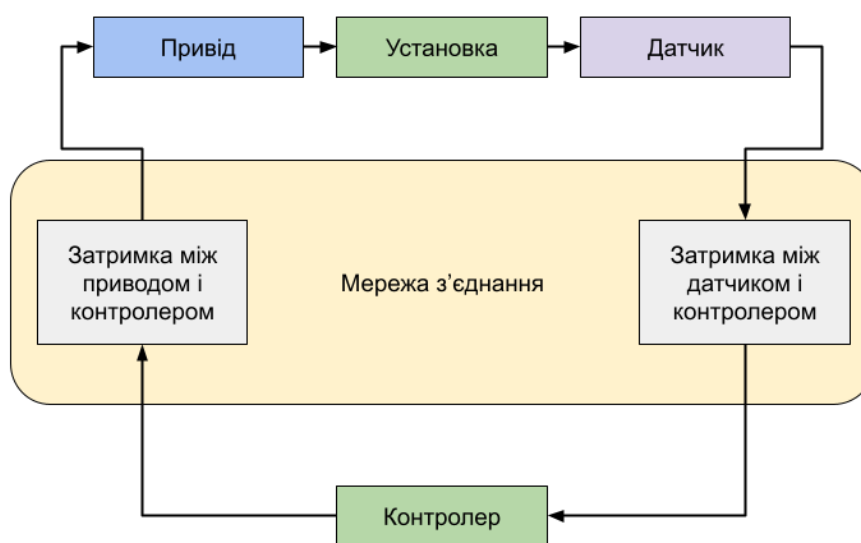 Привід
Установка
Датчик
Затримка між
приводом і
контролером
Мережа з’єднання
Затримка між
датчиком і
контролером
Контролер